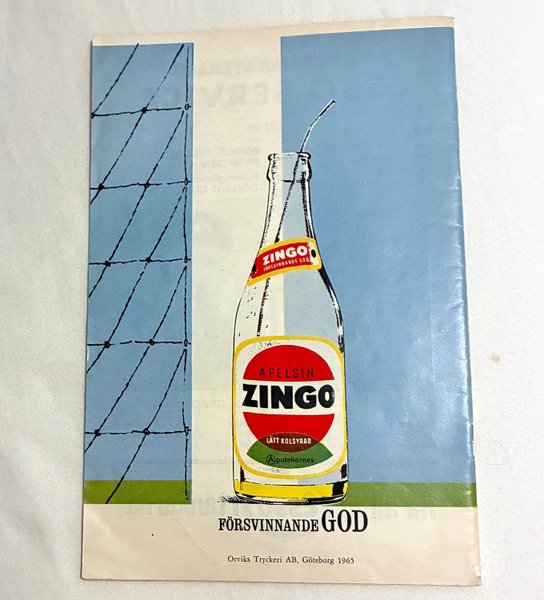 ZINGO
FÖRSVINNANDE GOD
APELSIN
ZINGO
LÄTT KOLSYRAD
Apotekarnes
FÖRSVINNANDE GOD
Orviks Tryckeri AB, Göteborg 1965